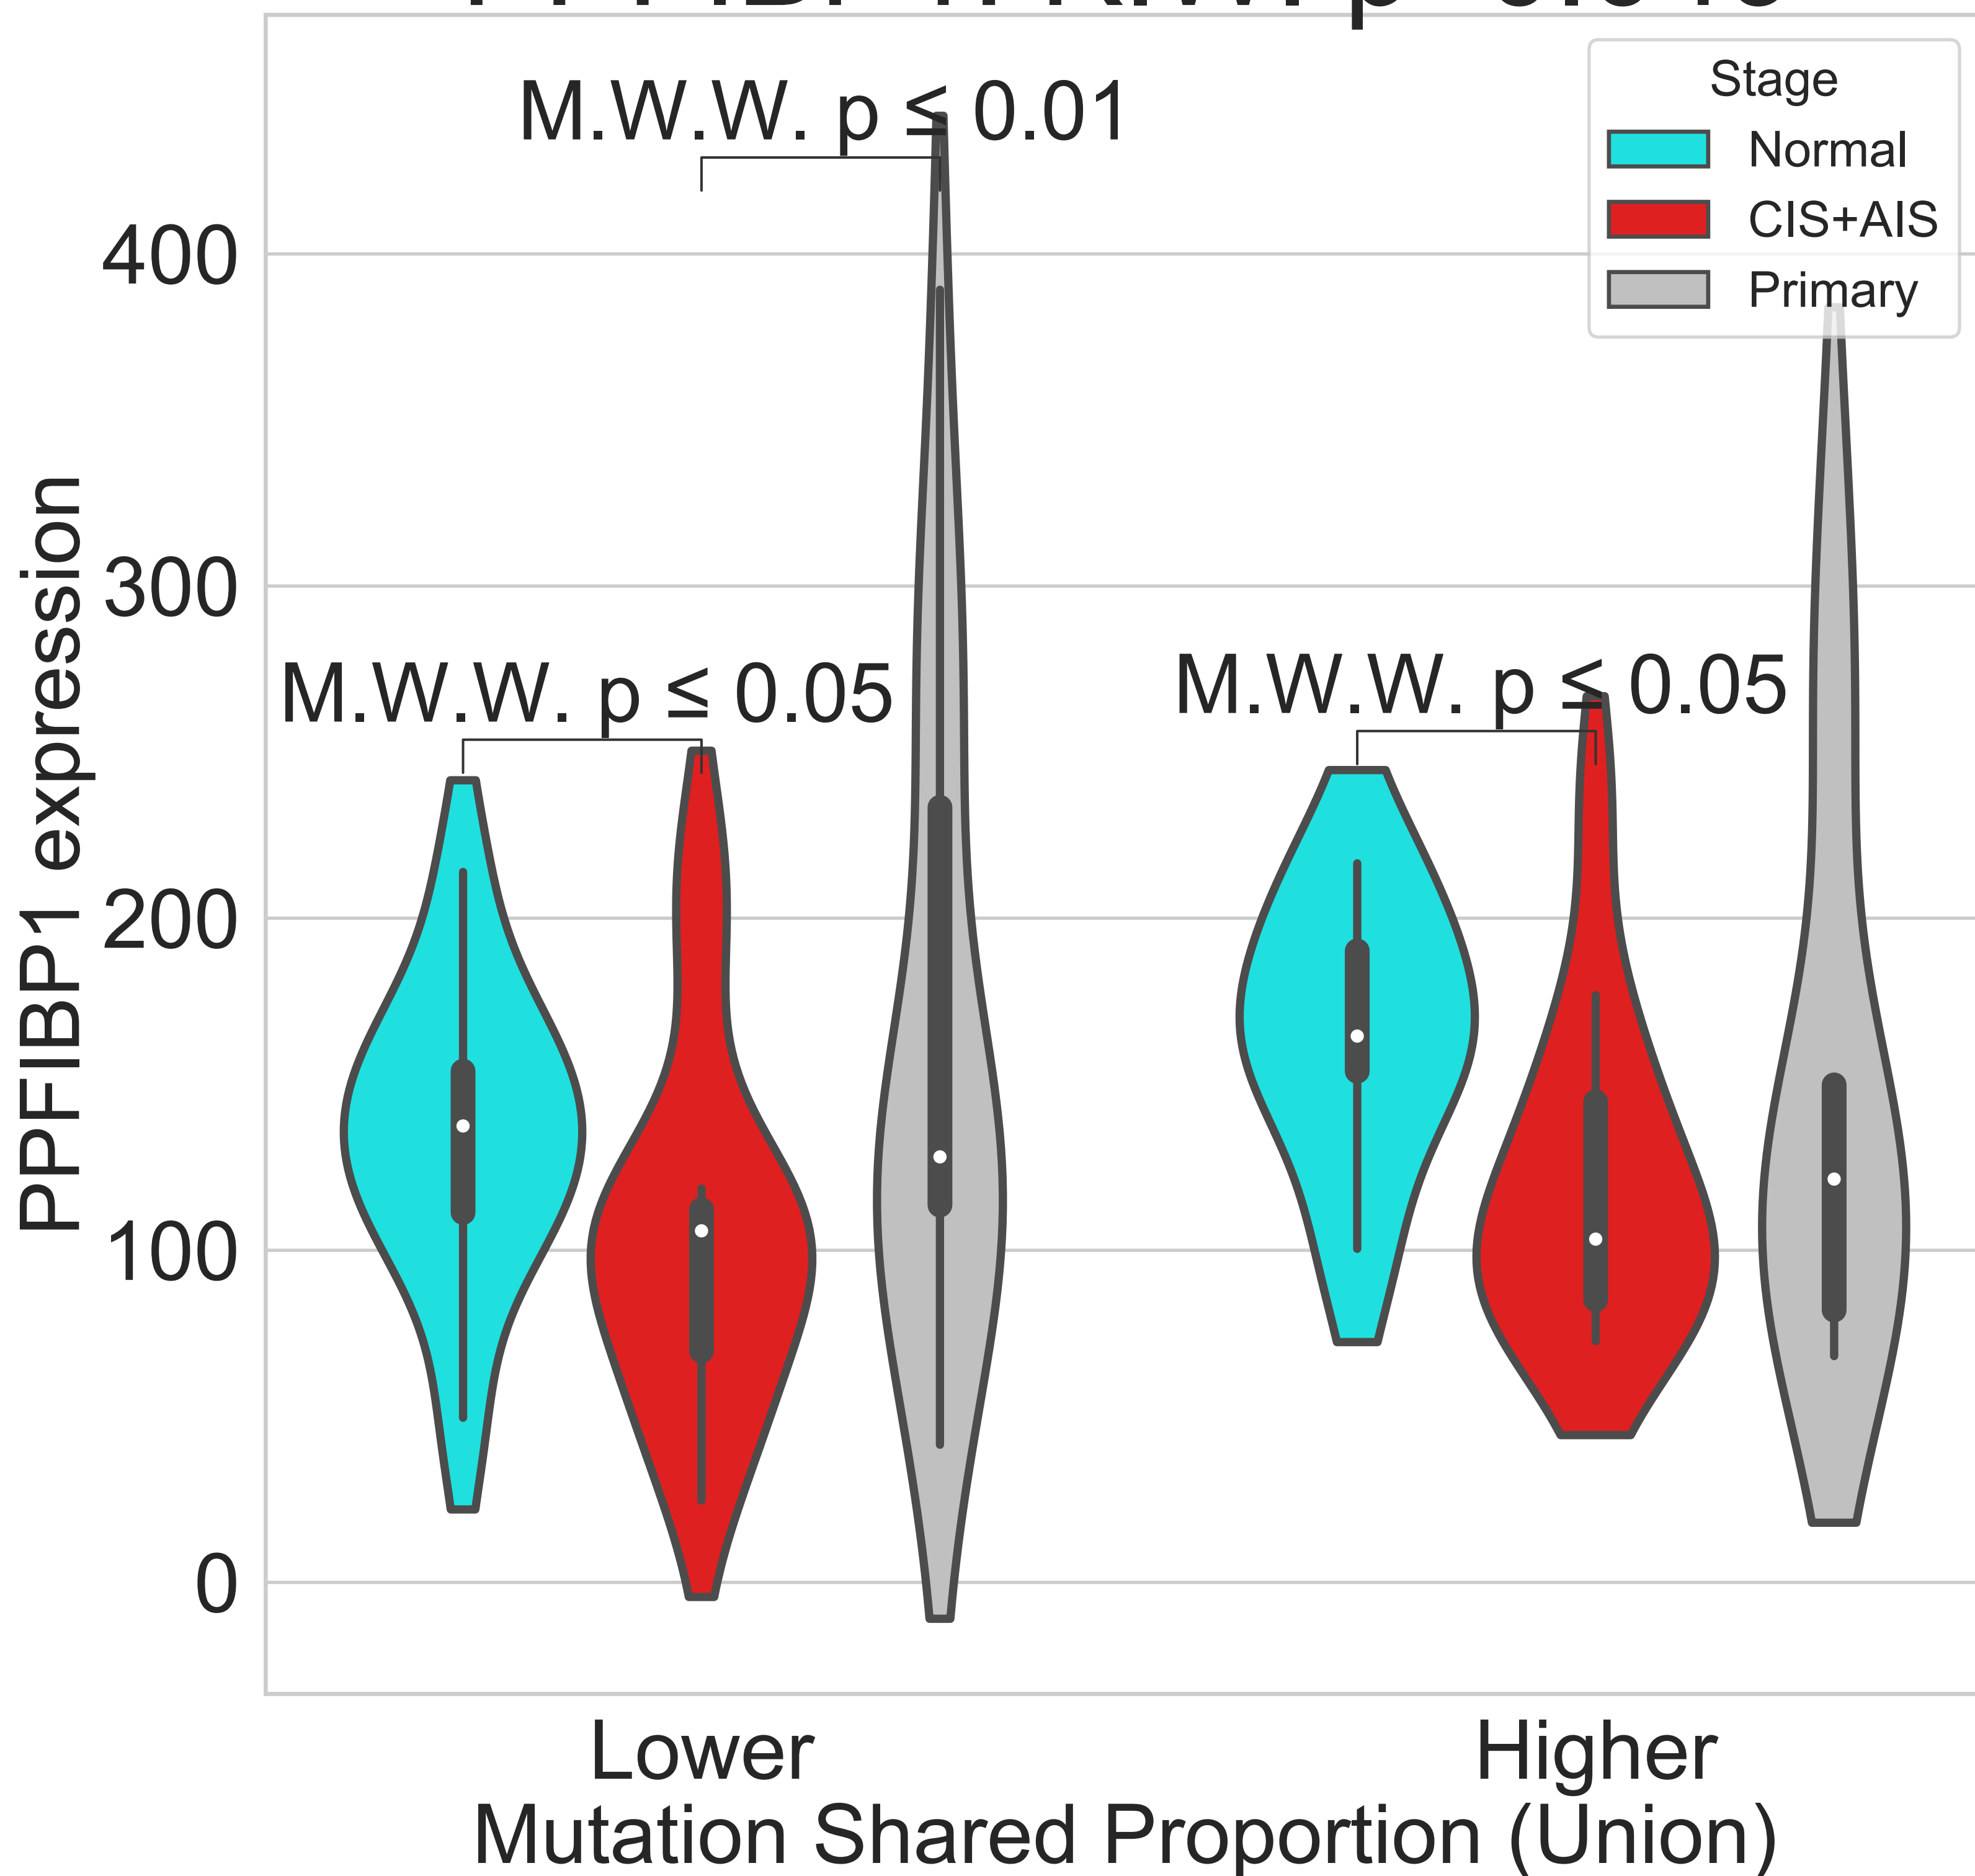 M.W.W. p ≤ 0.01
Stage
Normal
CIS+AIS
Primary
400
300
200
100
0
M.W.W. p ≤ 0.05
M.W.W. p ≤ 0.05
PPFIBP1 expression
Lower
Higher
Mutation Shared Proportion (Union)